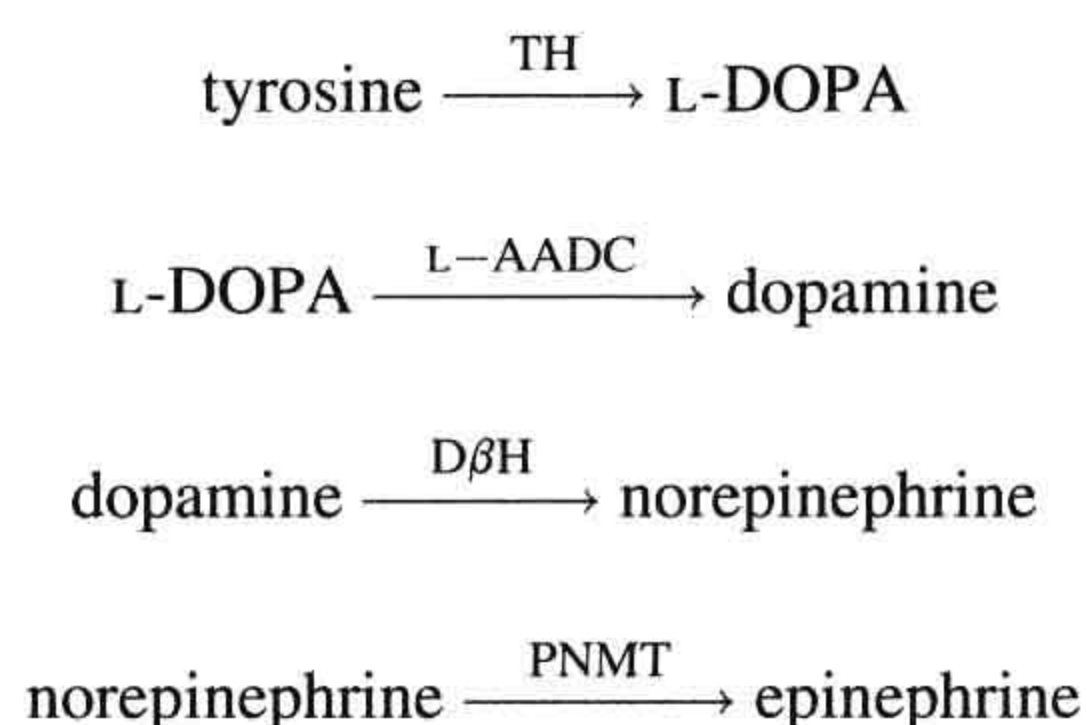 TH
tyrosine ⟶ L-DOPA
L–AADC
L-DOPA ⟶ dopamine
DβH
dopamine ⟶ norepinephrine
PNMT
norepinephrine ⟶ epinephrine